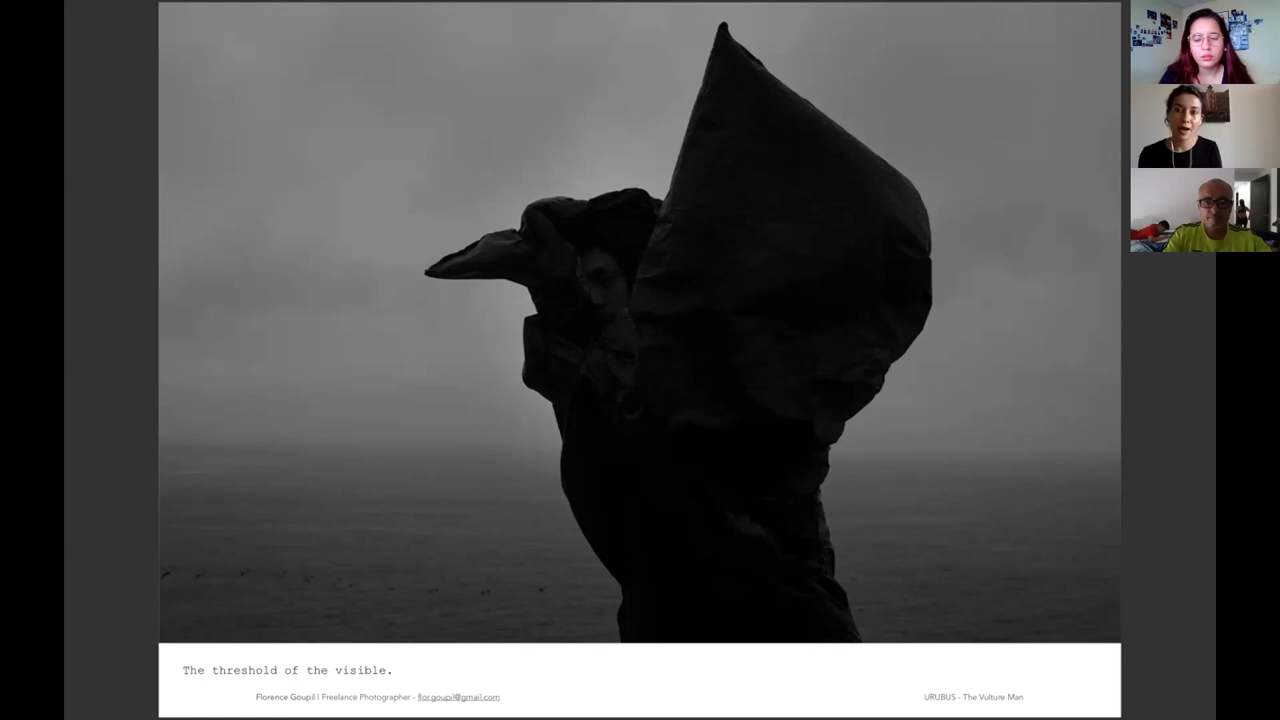 The threshold of the visible.
Florence Goupil | Freelance Photographer - flor.goupil@gmail.com
URUBUS - The Vulture Man